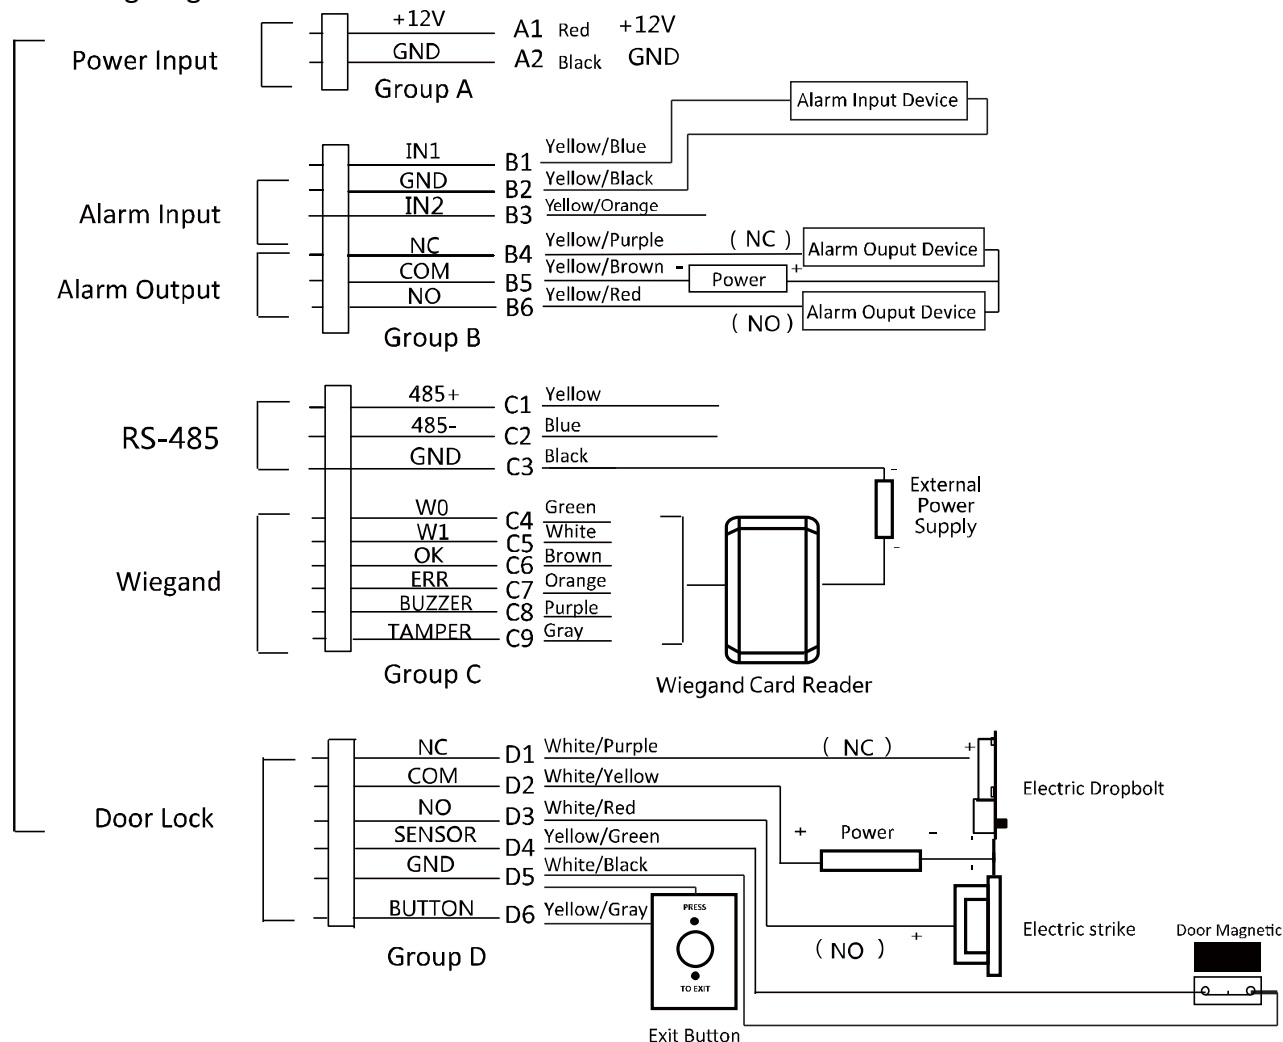 +12V A1 Red +12V
Power Input
GND A2 Black GND
Group A
Alarm Input Device
IN1 B1 Yellow/Blue
GND B2 Yellow/Black
Alarm Input
IN2 B3 Yellow/Orange
NC B4 Yellow/Purple (NC) Alarm Ouput Device
COM B5 Yellow/Brown - Power +
Alarm Output
NO B6 Yellow/Red (NO) Alarm Ouput Device
Group B
485+ C1 Yellow
RS-485
485- C2 Blue
GND C3 Black
-
External
Power
Supply
-
W0 C4 Green
W1 C5 White
OK C6 Brown
Wiegand
ERR C7 Orange
BUZZER C8 Purple
TAMPER C9 Gray
Group C
Wiegand Card Reader
NC D1 White/Purple (NC) +
COM D2 White/Yellow
Electric Dropbolt
NO D3 White/Red
Door Lock
SENSOR D4 Yellow/Green
+ Power -
-
GND D5 White/Black
-
BUTTON D6 Yellow/Gray
PRESS
TO EXIT
Exit Button
Group D
+
(NO)
Electric strike
Door Magnetic